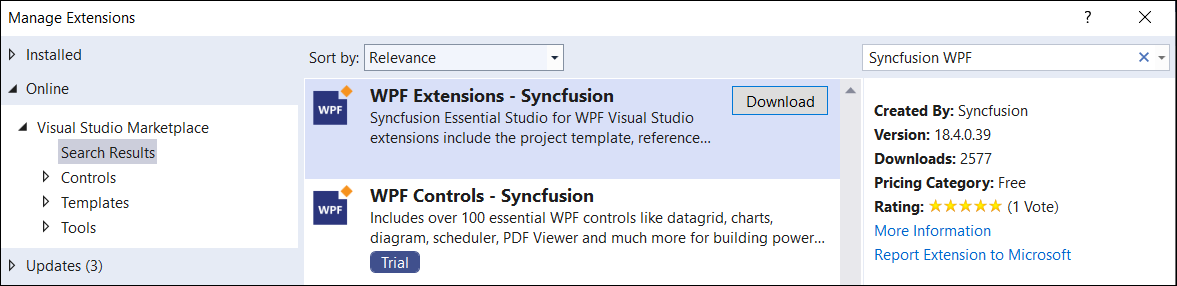 Manage Extensions
?
Installed
Online
Visual Studio Marketplace
Search Results
Controls
Templates
Tools
Updates (3)
Sort by: Relevance
WPF
WPF Extensions - Syncfusion
Download
Syncfusion Essential Studio for WPF Visual Studio
extensions include the project template, reference...
WPF
WPF Controls - Syncfusion
Includes over 100 essential WPF controls like datagrid, charts,
diagram, scheduler, PDF Viewer and much more for building power...
Trial
Syncfusion WPF
Created By: Syncfusion
Version: 18.4.0.39
Downloads: 2577
Pricing Category: Free
Rating: (1 Vote)
More Information
Report Extension to Microsoft